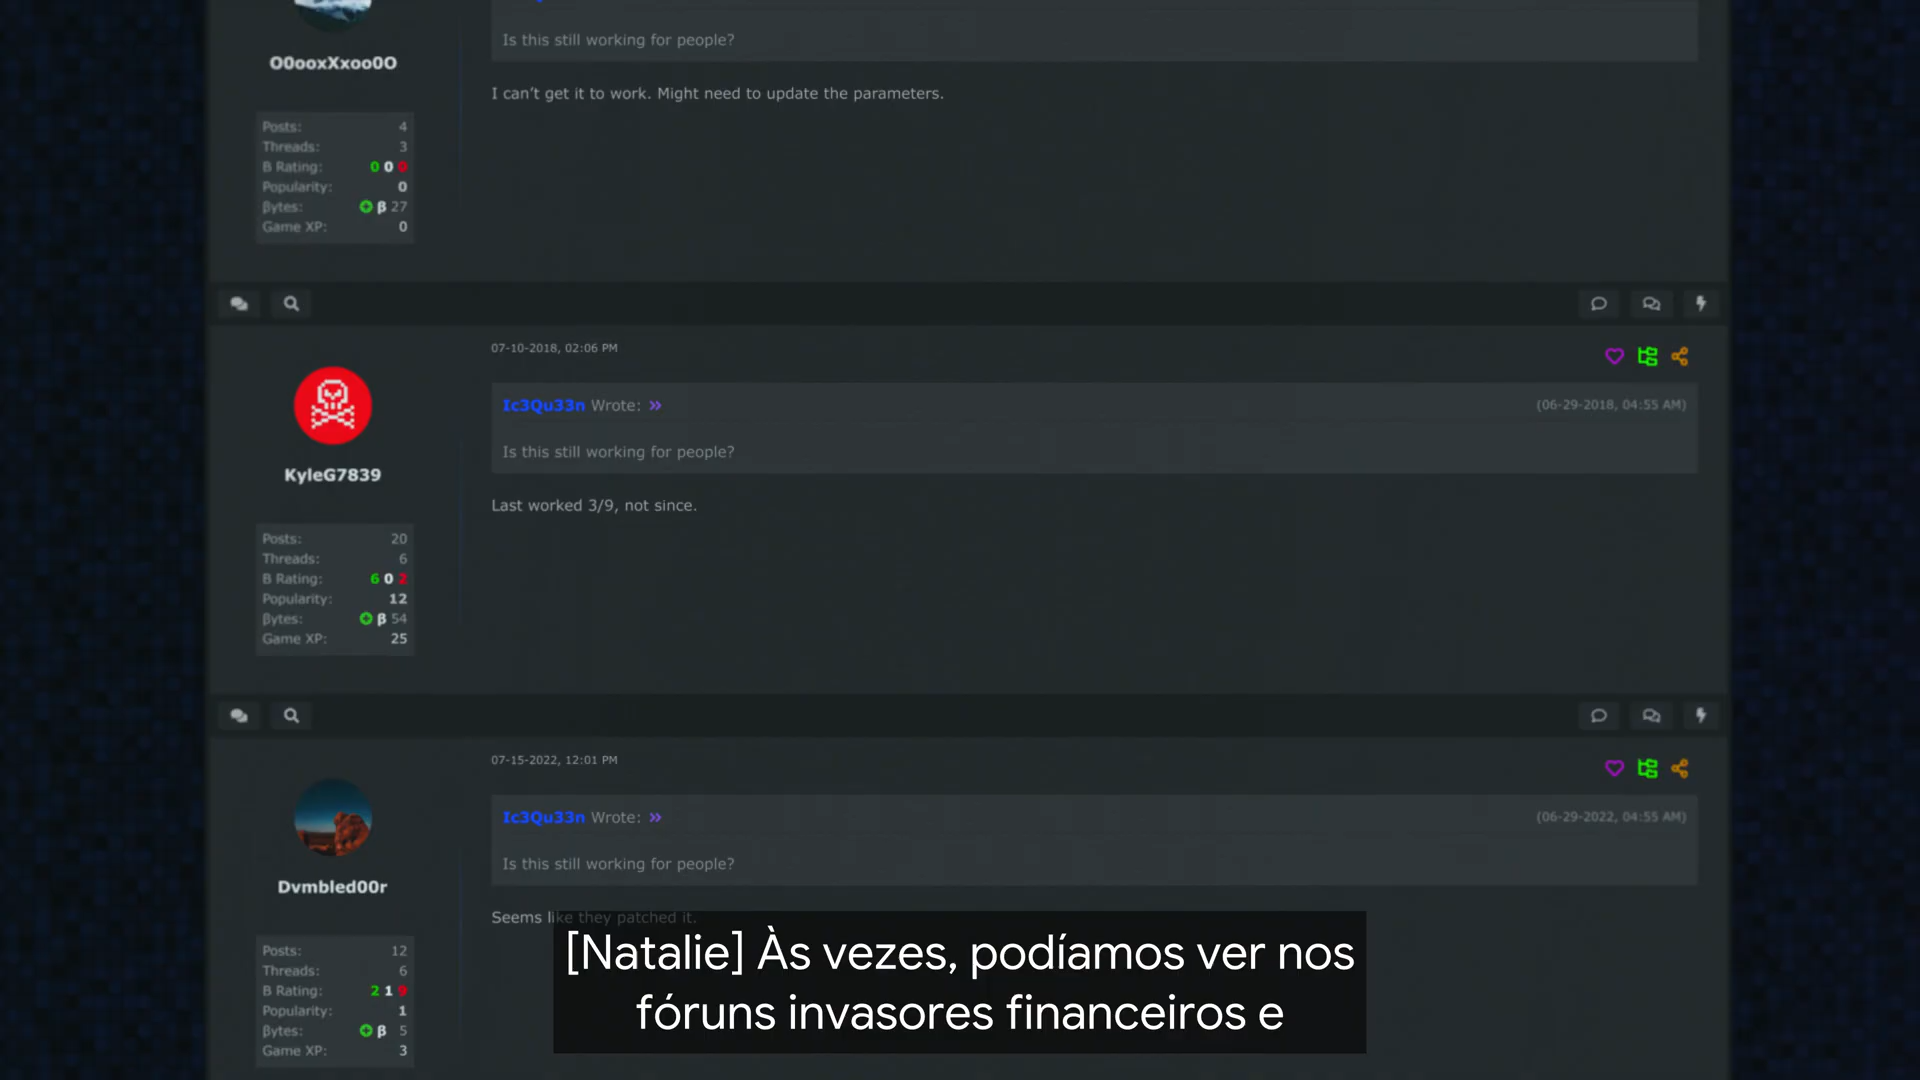 Is this still working for people?
O0ooxXxoo0O
I can’t get it to work. Might need to update the parameters.
Posts: 4
Threads: 3
B Rating: 0 0 0
Popularity: 0
βytes: β 27
Game XP: 0
07-10-2018, 02:06 PM
Ic3Qu33n Wrote: » (06-29-2018, 04:55 AM)
Is this still working for people?
KyleG7839
Last worked 3/9, not since.
Posts: 20
Threads: 6
B Rating: 6 0 2
Popularity: 12
βytes: β 54
Game XP: 25
07-15-2022, 12:01 PM
Ic3Qu33n Wrote: » (06-29-2022, 04:55 AM)
Is this still working for people?
Dvmbled00r
Seems like they patched it.
Posts: 12
Threads: 6
B Rating: 2 1 9
Popularity: 1
βytes: β 5
Game XP: 3
[Natalie] Às vezes, podíamos ver nos
fóruns invasores financeiros e